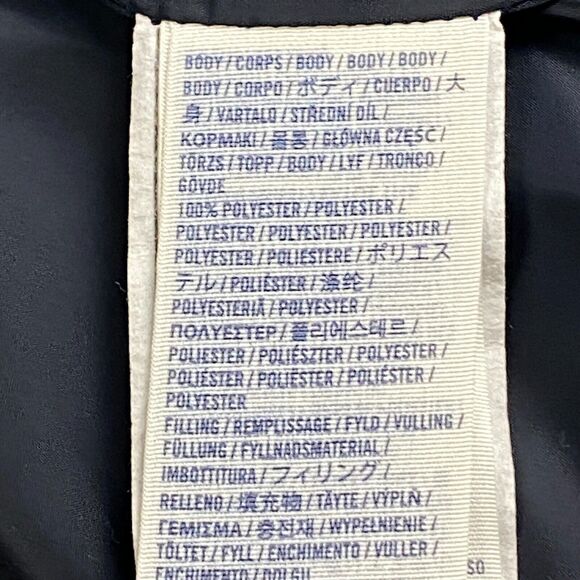 BODY / CORPS / BODY / BODY / BODY /
BODY / CORPO / ボディ / CUERPO / 大
身 / VARTALO / STŘEDNÍ DÍL /
ΚΟΡΜΑΚΙ / 몸통 / GŁÓWNA CZĘŚĆ /
TÖRZS / TOPP / BODY / LYF / TRONCO /
GÖVDE
100% POLYESTER / POLYESTER /
POLYESTER / POLYESTER / POLYESTER /
POLYESTER / POLIESTERE / ポリエス
テル / POLIÉSTER / 涤纶 /
POLYESTERIÄ / POLYESTER /
ΠΟΛΥΕΣΤΕΡ / 폴리에스테르 /
POLIESTER / POLIÉSZTER / POLYESTER /
POLIÉSTER / POLIÉSTER / POLIÉSTER /
POLYESTER
FILLING / REMPLISSAGE / FYLD / VULLING /
FÜLLUNG / FYLLNADSMATERIAL /
IMBOTTITURA / フィリング /
RELLENO / 填充物 / TÄYTE / VÝPLŇ /
ΓΕΜΙΣΜΑ / 충전재 / WYPEŁNIENIE /
TÖLTET / FYLL / ENCHIMENTO / VULLER /
ENCHIMENTO / DOLGU
SO